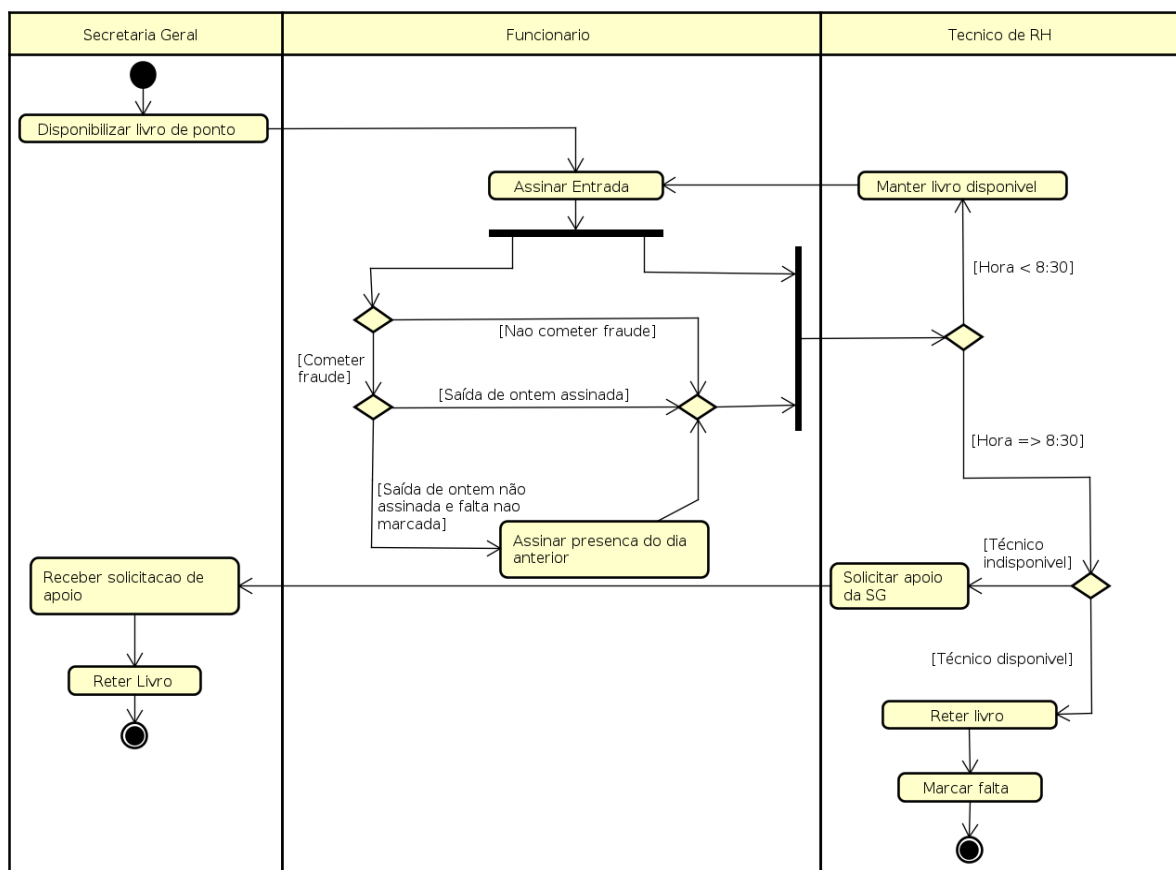 Secretaria Geral
Funcionario
Tecnico de RH
Disponibilizar livro de ponto
Assinar Entrada
Manter livro disponivel
[Hora < 8:30]
[Nao cometer fraude]
[Cometer
fraude]
[Saída de ontem assinada]
[Hora => 8:30]
[Saída de ontem não
assinada e falta nao
marcada]
Assinar presenca do dia
anterior
[Técnico
indisponivel]
Solicitar apoio
da SG
Receber solicitacao de
apoio
Reter Livro
[Técnico disponivel]
Reter livro
Marcar falta